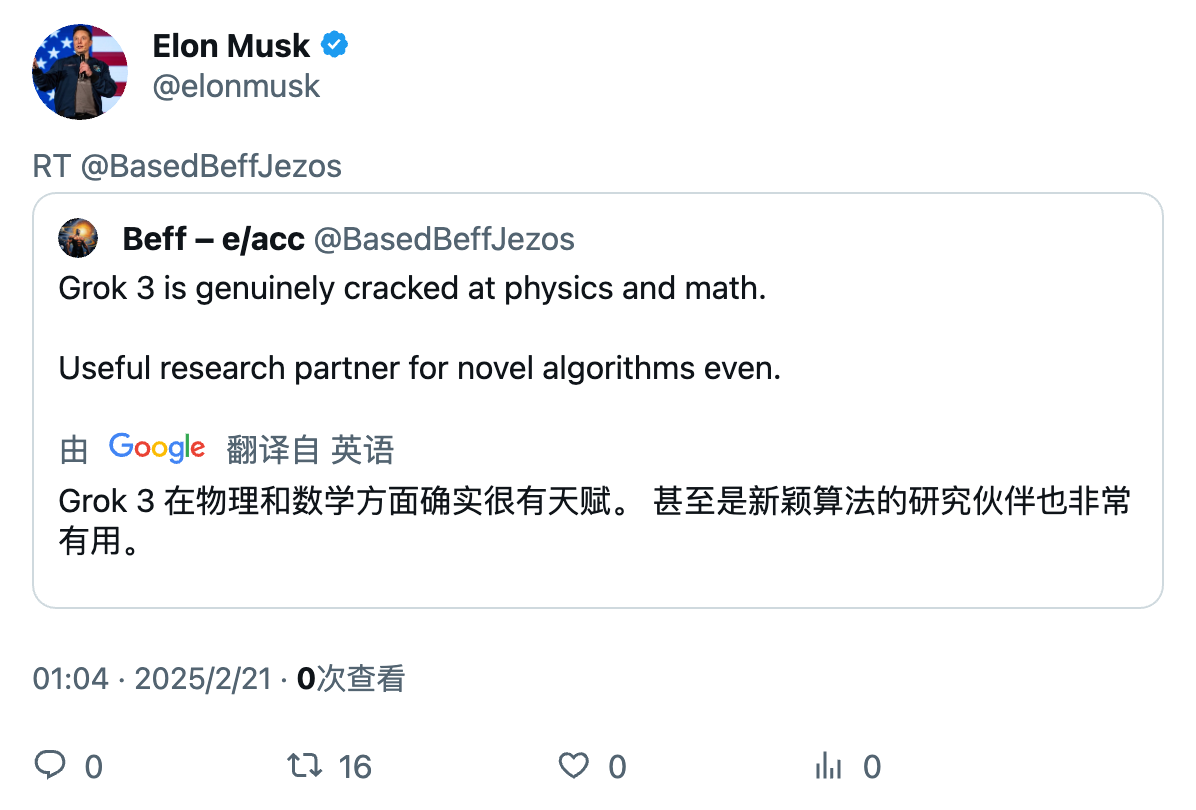 Elon Musk
@elonmusk
RT @BasedBeffJezos
Beff – e/acc @BasedBeffJezos
Grok 3 is genuinely cracked at physics and math.
Useful research partner for novel algorithms even.
由 Google 翻译自 英语
Grok 3 在物理和数学方面确实很有天赋。 甚至是新颖算法的研究伙伴也非常
有用。
01:04 · 2025/2/21 · 0次查看
0 16 0 0